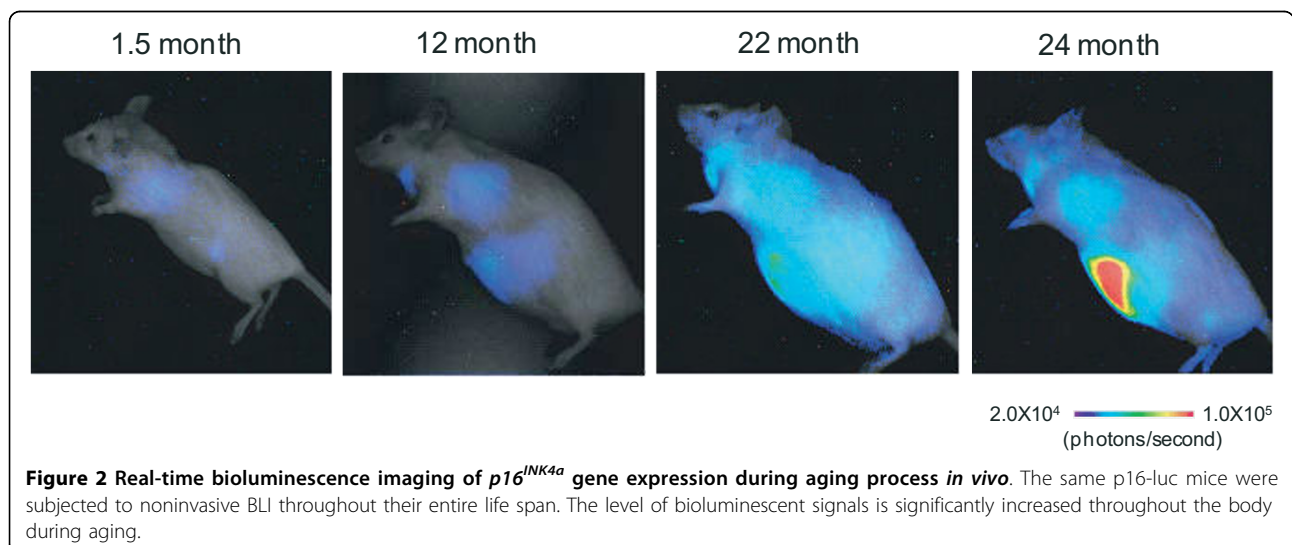 1.5 month
12 month
22 month
24 month
2.0X10⁴
1.0X10⁵
(photons/second)
Figure 2 Real-time bioluminescence imaging of p16ᴵᴺᴷ⁴ᵃ gene expression during aging process in vivo. The same p16-luc mice were
subjected to noninvasive BLI throughout their entire life span. The level of bioluminescent signals is significantly increased throughout the body
during aging.